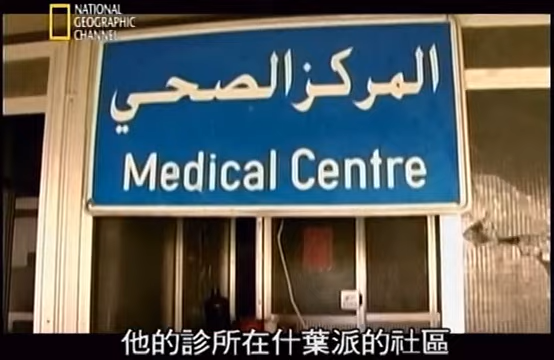 NATIONAL
GEOGRAPHIC
CHANNEL
المركز الصحي
Medical Centre
他的診所在什葉派的社區